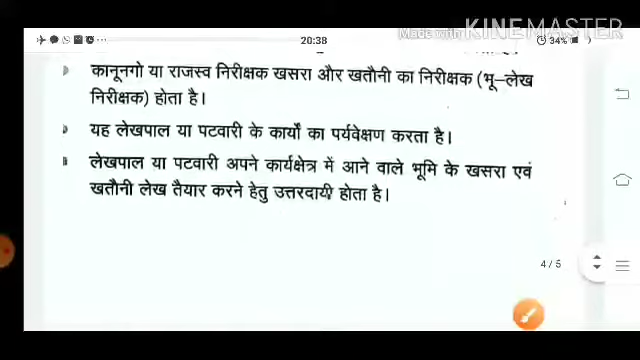 Made with KINEMASTER
20:38
34%
कानूनगो या राजस्व निरीक्षक खसरा और खतौनी का निरीक्षक (भू–लेख
निरीक्षक) होता है।
यह लेखपाल या पटवारी के कार्यों का पर्यवेक्षण करता है।
लेखपाल या पटवारी अपने कार्यक्षेत्र में आने वाले भूमि के खसरा एवं
खतौनी लेख तैयार करने हेतु उत्तरदायी होता है।
4/5